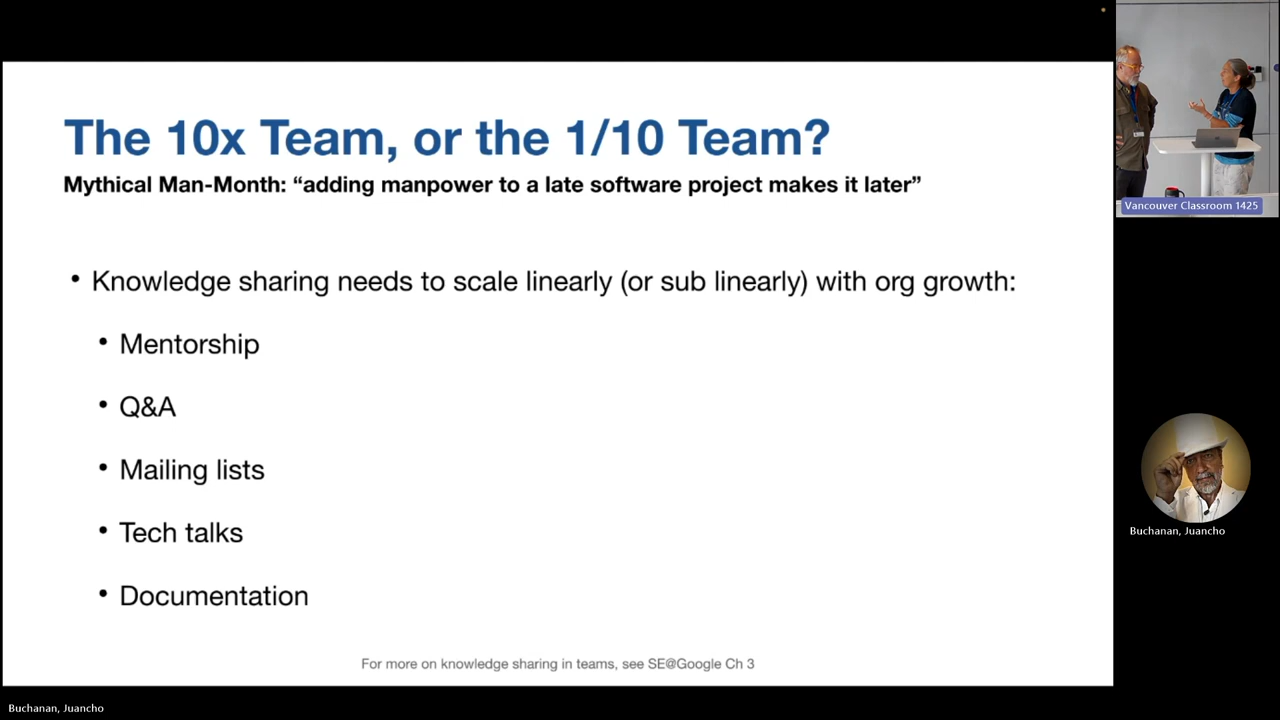 The 10x Team, or the 1/10 Team?
Mythical Man-Month: “adding manpower to a late software project makes it later”
• Knowledge sharing needs to scale linearly (or sub linearly) with org growth:
• Mentorship
• Q&A
• Mailing lists
• Tech talks
• Documentation
For more on knowledge sharing in teams, see SE@Google Ch 3
Vancouver Classroom 1425
Buchanan, Juancho
Buchanan, Juancho